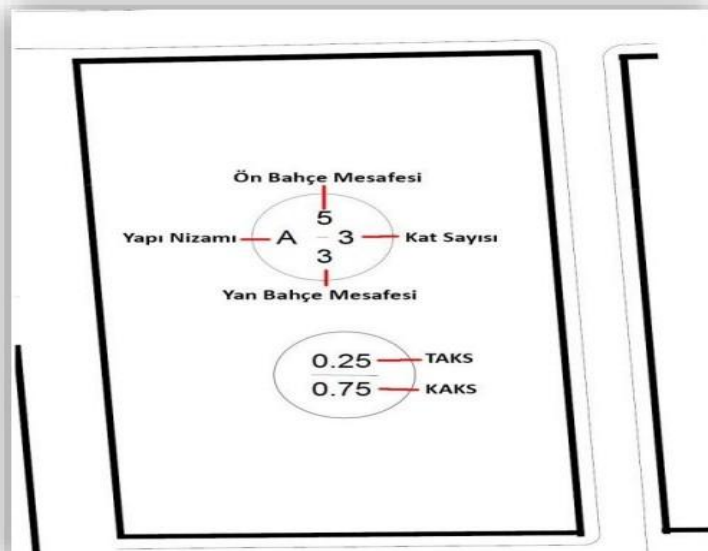 Ön Bahçe Mesafesi
5
Yapı Nizamı A 3 Kat Sayısı
3
Yan Bahçe Mesafesi
0.25 TAKS
0.75 KAKS